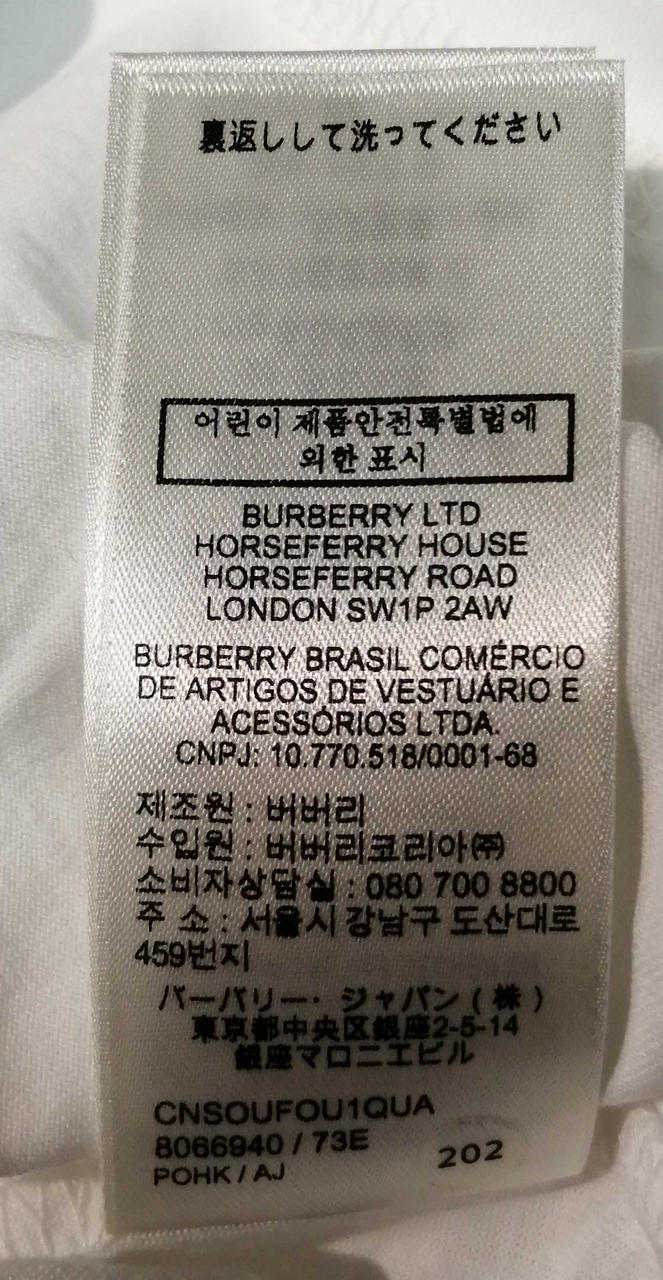 裏返しして洗ってください
어린이 제품안전특별법에
의한 표시
BURBERRY LTD
HORSEFERRY HOUSE
HORSEFERRY ROAD
LONDON SW1P 2AW
BURBERRY BRASIL COMÉRCIO
DE ARTIGOS DE VESTUÁRIO E
ACESSÓRIOS LTDA.
CNPJ: 10.770.518/0001-68
제조원 : 버버리
수입원 : 버버리코리아㈜
소비자상담실 : 080 700 8800
주 소 : 서울시 강남구 도산대로
459번지
バーバリー・ジャパン ( 株 )
東京都中央区銀座2-5-14
銀座マロニエビル
CNSOUFOU1QUA
8066940 / 73E
POHK / AJ
202